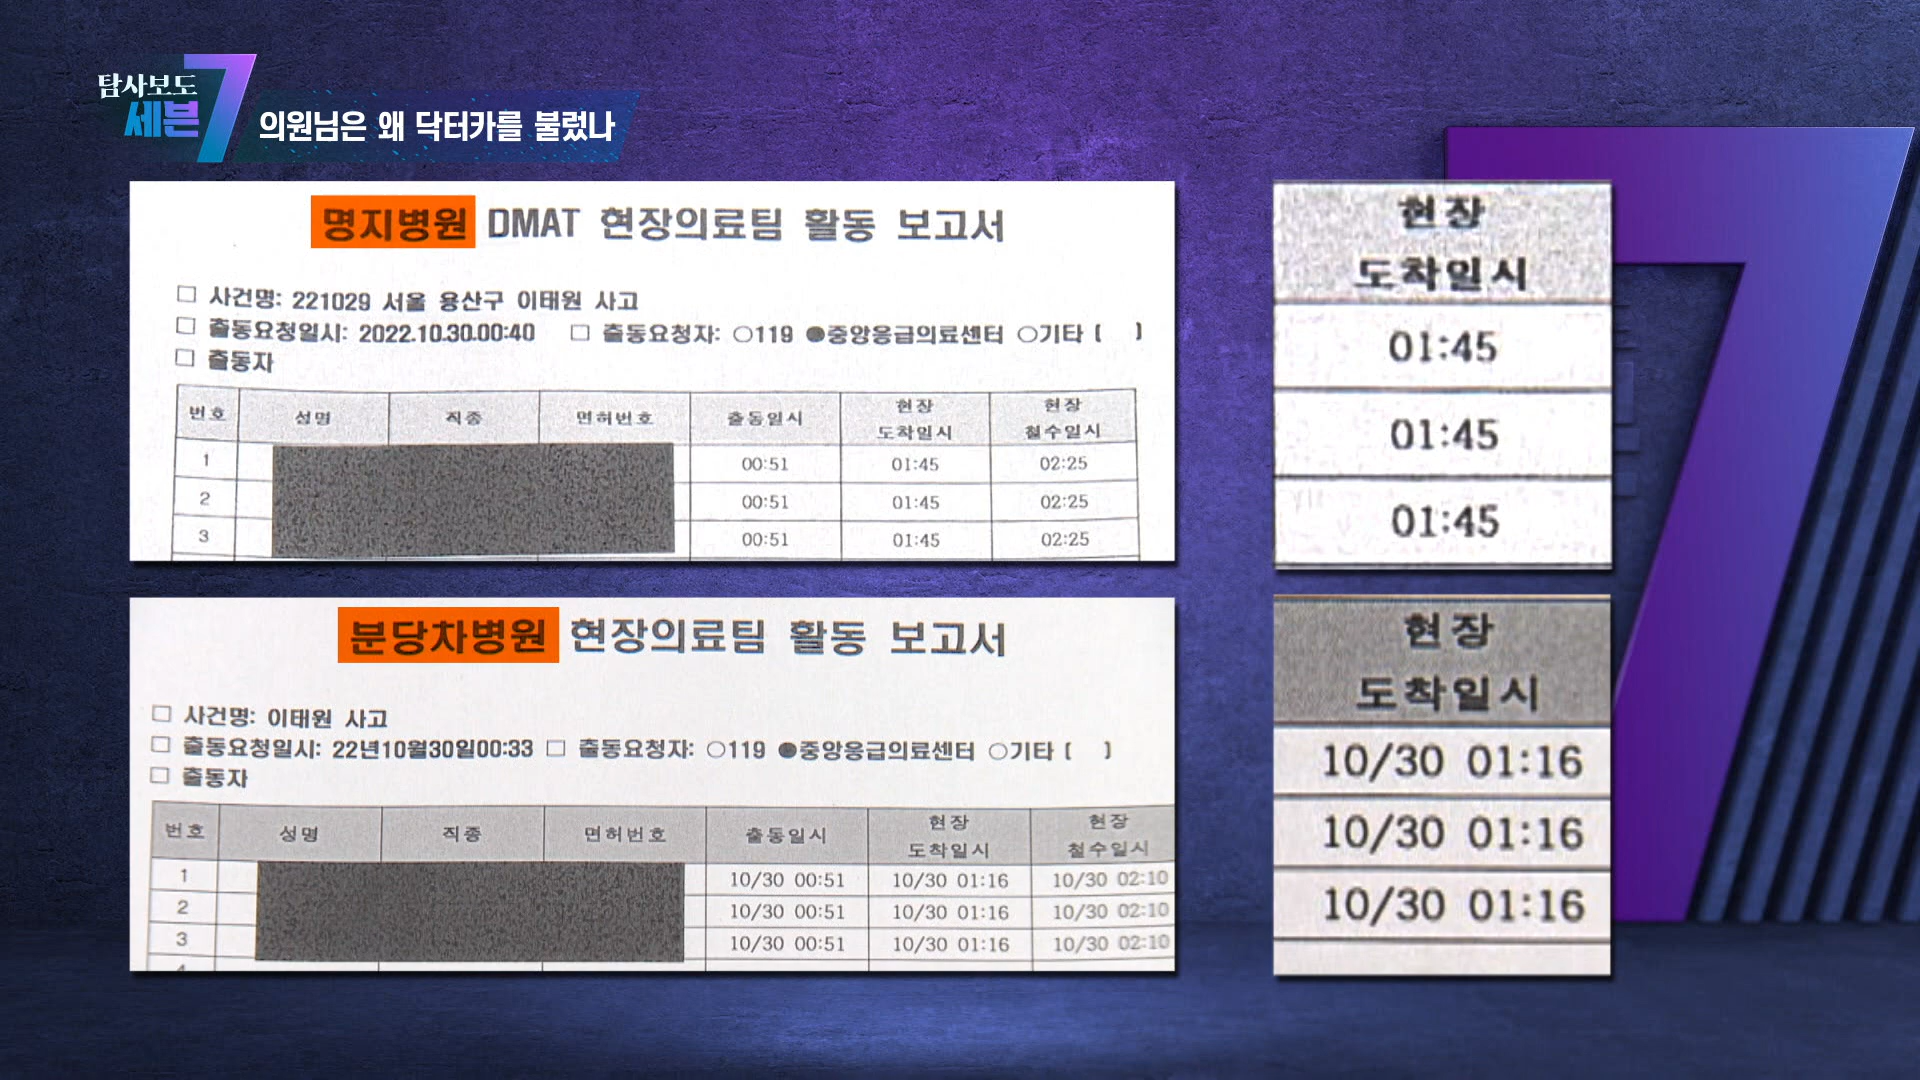 탐사보도
세븐 7
의원님은 왜 닥터카를 불렀나
명지병원 DMAT 현장의료팀 활동 보고서
□ 사건명: 221029 서울 용산구 이태원 사고
□ 출동요청일시: 2022.10.30.00:40 □ 출동요청자: ○119 ●중앙응급의료센터 ○기타 [ ]
□ 출동자
번호 성명 직종 면허번호 출동일시 현장 도착일시 현장 철수일시
1 00:51 01:45 02:25
2 00:51 01:45 02:25
3 00:51 01:45 02:25
현장
도착일시
01:45
01:45
01:45
분당차병원 현장의료팀 활동 보고서
□ 사건명: 이태원 사고
□ 출동요청일시: 22년10월30일00:33 □ 출동요청자: ○119 ●중앙응급의료센터 ○기타 [ ]
□ 출동자
번호 성명 직종 면허번호 출동일시 현장 도착일시 현장 철수일시
1 10/30 00:51 10/30 01:16 10/30 02:10
2 10/30 00:51 10/30 01:16 10/30 02:10
3 10/30 00:51 10/30 01:16 10/30 02:10
현장
도착일시
10/30 01:16
10/30 01:16
10/30 01:16